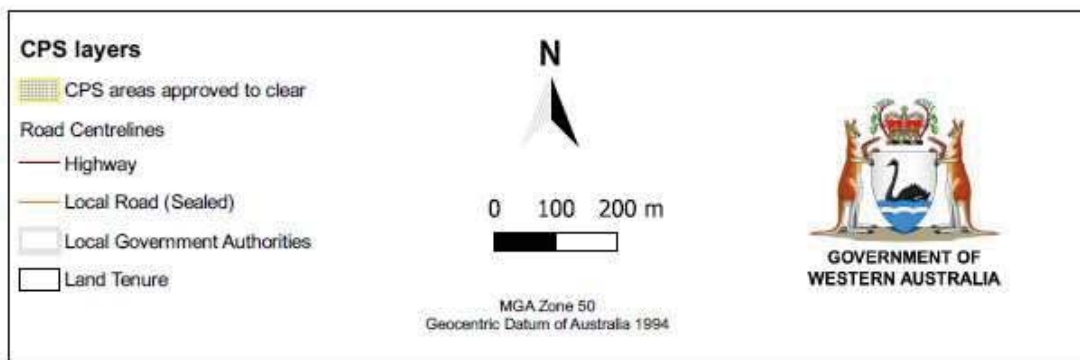 CPS layers
CPS areas approved to clear
Road Centrelines
Highway
Local Road (Sealed)
Local Government Authorities
Land Tenure
N
0 100 200 m
MGA Zone 50
Geocentric Datum of Australia 1994
GOVERNMENT OF
WESTERN AUSTRALIA